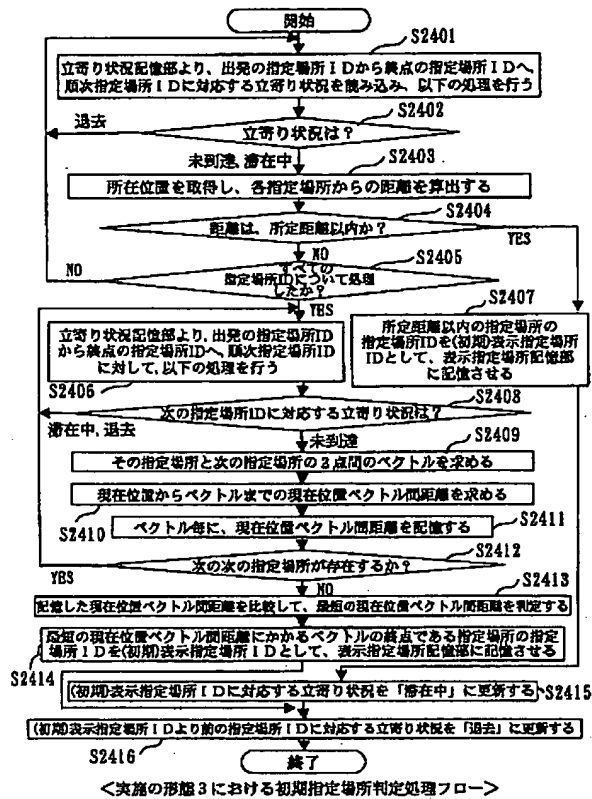 開始
S2401
立寄り状況記憶部より、出発の指定場所IDから終点の指定場所IDへ、
順次指定場所IDに対応する立寄り状況を読み込み、以下の処理を行う
S2402
退去
立寄り状況は?
未到達、滞在中
S2403
所在位置を取得し、各指定場所からの距離を算出する
S2404
距離は、所定距離以内か?
YES
NO
S2405
NO
すべての
指定場所IDについて処理
したか?
YES
S2407
立寄り状況記憶部より、出発の指定場所ID
から終点の指定場所IDへ、順次指定場所ID
に対して、以下の処理を行う
S2406
所定距離以内の指定場所の
指定場所IDを(初期)表示指定場所
IDとして、表示指定場所記憶部
に記憶させる
S2408
次の指定場所IDに対応する立寄り状況は?
滞在中、退去
未到達
S2409
その指定場所と次の指定場所の2点間のベクトルを求める
現在位置からベクトルまでの現在位置ベクトル間距離を求める
S2410
S2411
ベクトル毎に、現在位置ベクトル間距離を記憶する
S2412
次の次の指定場所が存在するか?
YES
NO
S2413
記憶した現在位置ベクトル間距離を比較して、最短の現在位置ベクトル間距離を判定する
最短の現在位置ベクトル間距離にかかるベクトルの終点である指定場所の指定
場所IDを(初期)表示指定場所IDとして、表示指定場所記憶部に記憶させる
S2414
(初期)表示指定場所IDに対応する立寄り状況を「滞在中」に更新する
S2415
(初期)表示指定場所IDより前の指定場所IDに対応する立寄り状況を「退去」に更新する
S2416
終了
<実施の形態3における初期指定場所判定処理フロー>